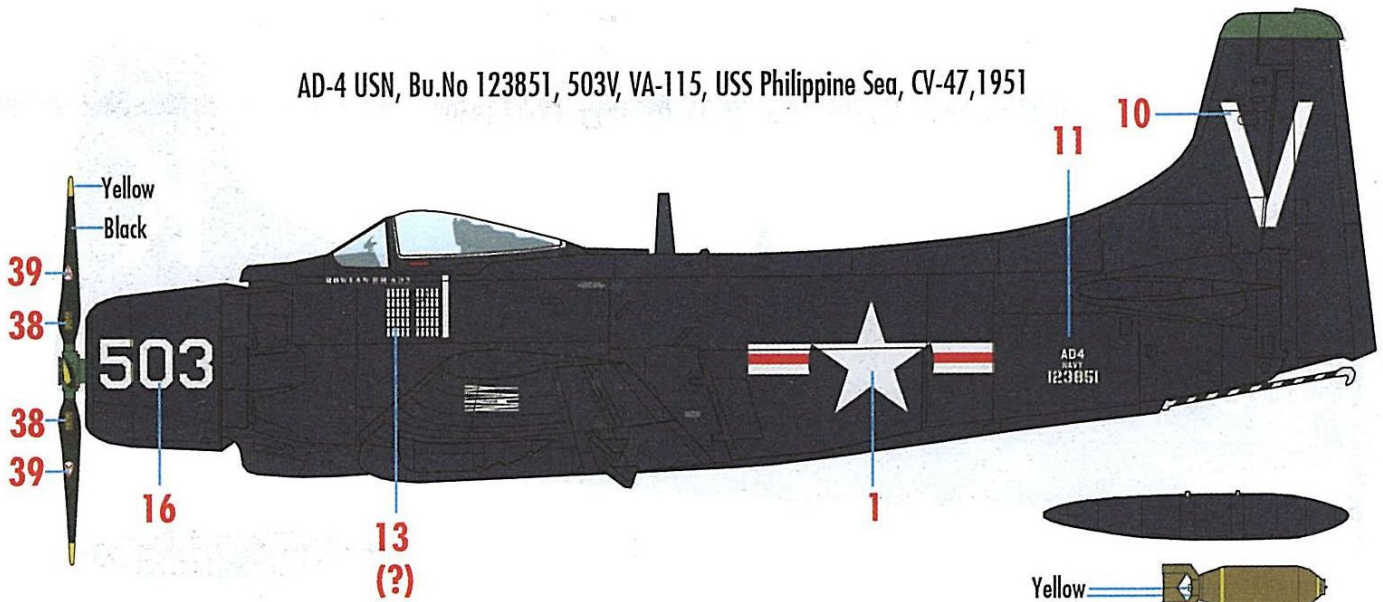 AD-4 USN, Bu.No 123851, 503V, VA-115, USS Philippine Sea, CV-47,1951
10
11
V
Yellow
Black
39
38
503
38
39
16
13
(?)
1
AD4
NAVY
123851
Yellow